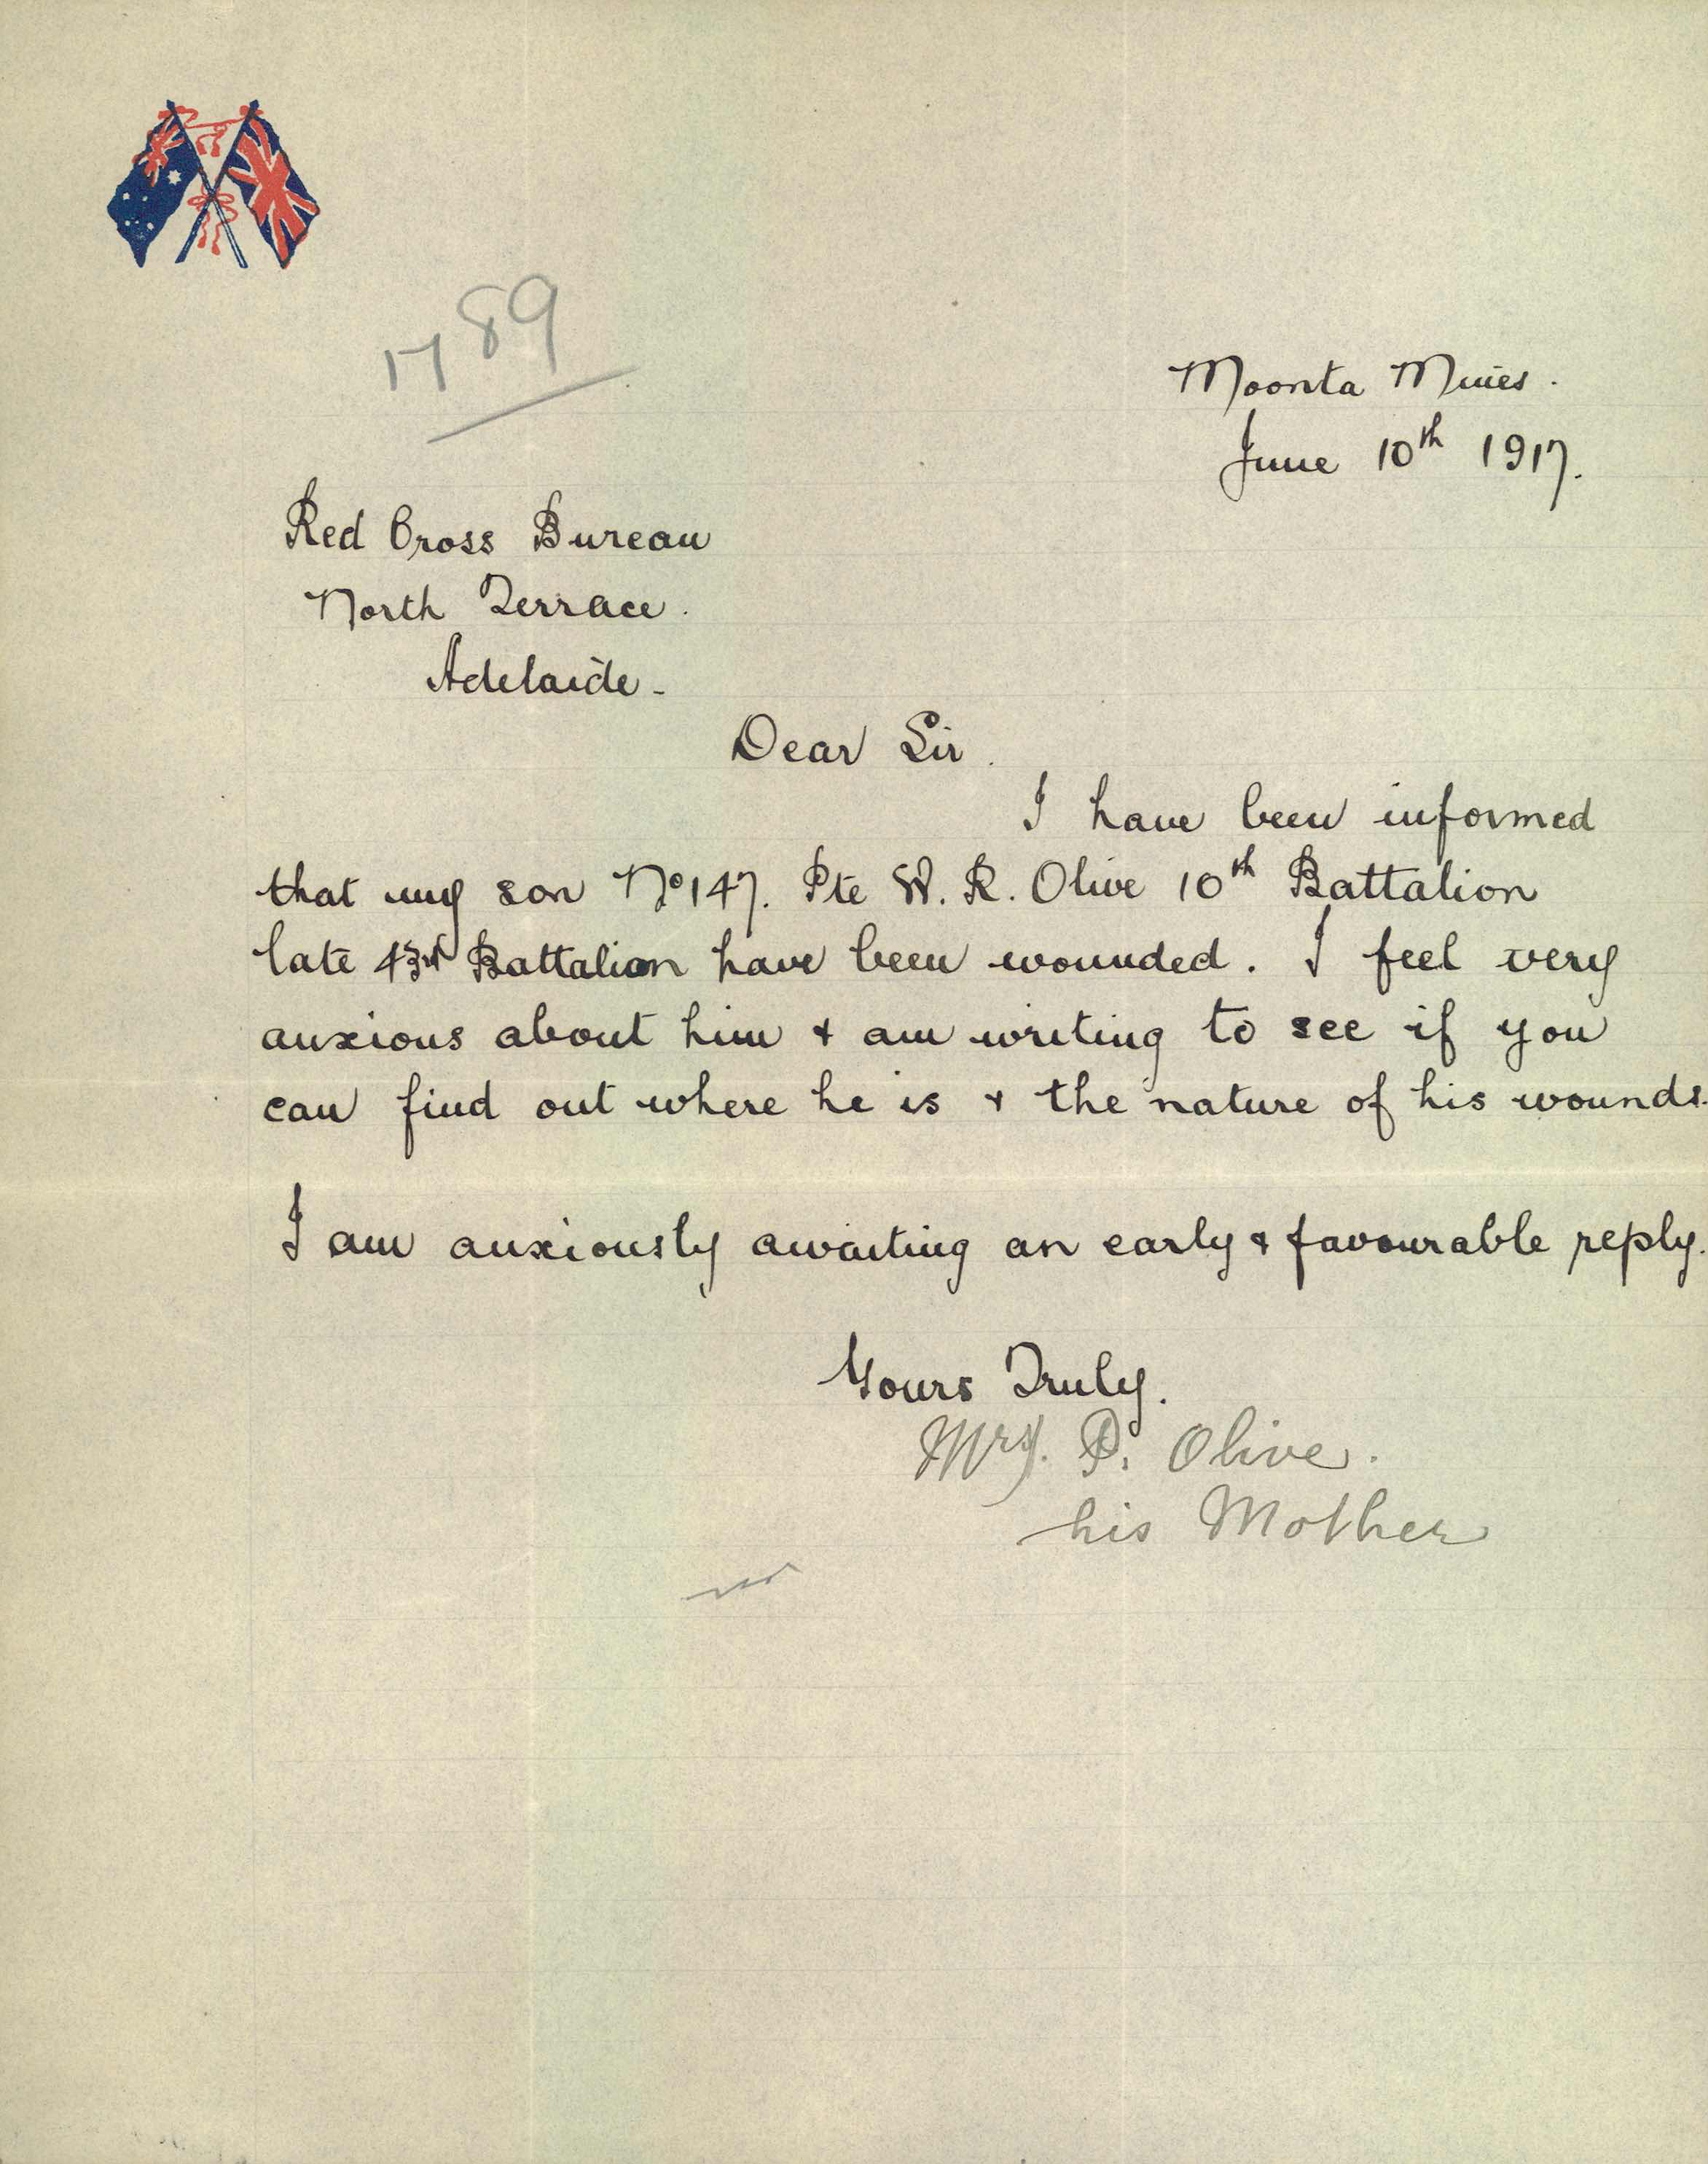 1789
Moonta Mines.
June 10th 1917.
Red Cross Bureau
North Terrace.
Adelaide-
Dear Sir.
I have been informed
that my son No 147. Pte W. R. Olive 10th Battalion
late 43rd Battalion have been wounded. I feel very
anxious about him & am writing to see if you
can find out where he is & the nature of his wounds.
I am anxiously awaiting an early & favourable reply.
Yours Truly.
Mrs. P. Olive.
his Mother